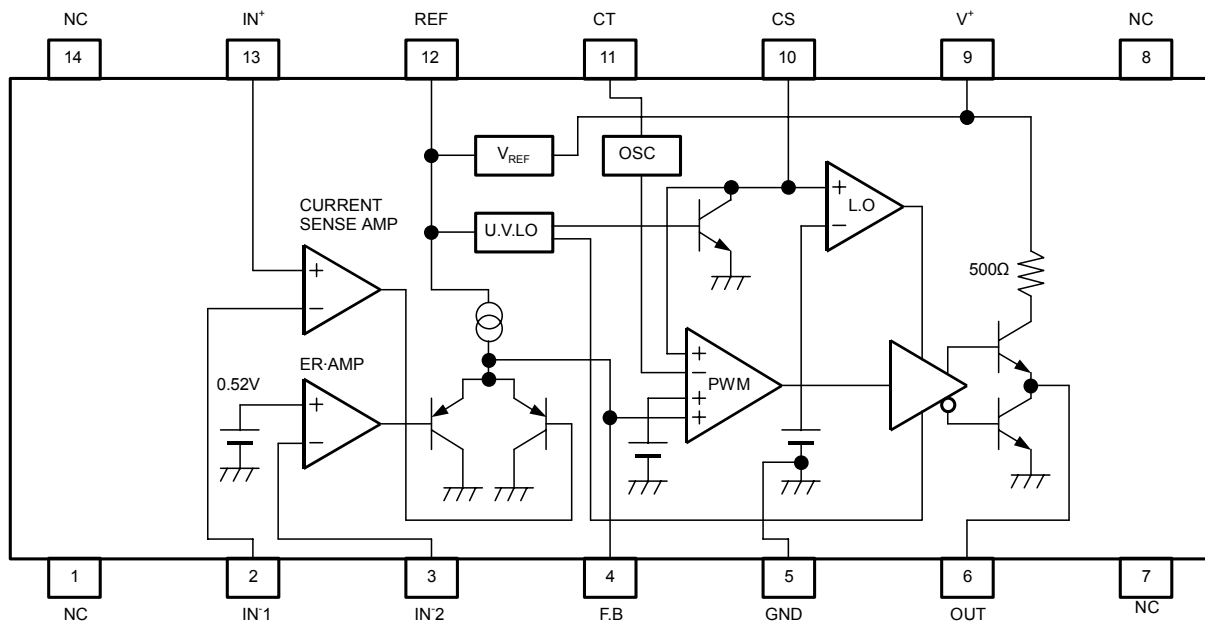 NC IN⁺ REF CT CS V⁺ NC
14 13 12 11 10 9 8
V_REF OSC
CURRENT
SENSE AMP
+
−
U.V.LO
+
−
L.O
500Ω
ER·AMP
0.52V
+
−
+
−
+
+
PWM
1 2 3 4 5 6 7
NC IN⁻1 IN⁻2 F.B GND OUT NC